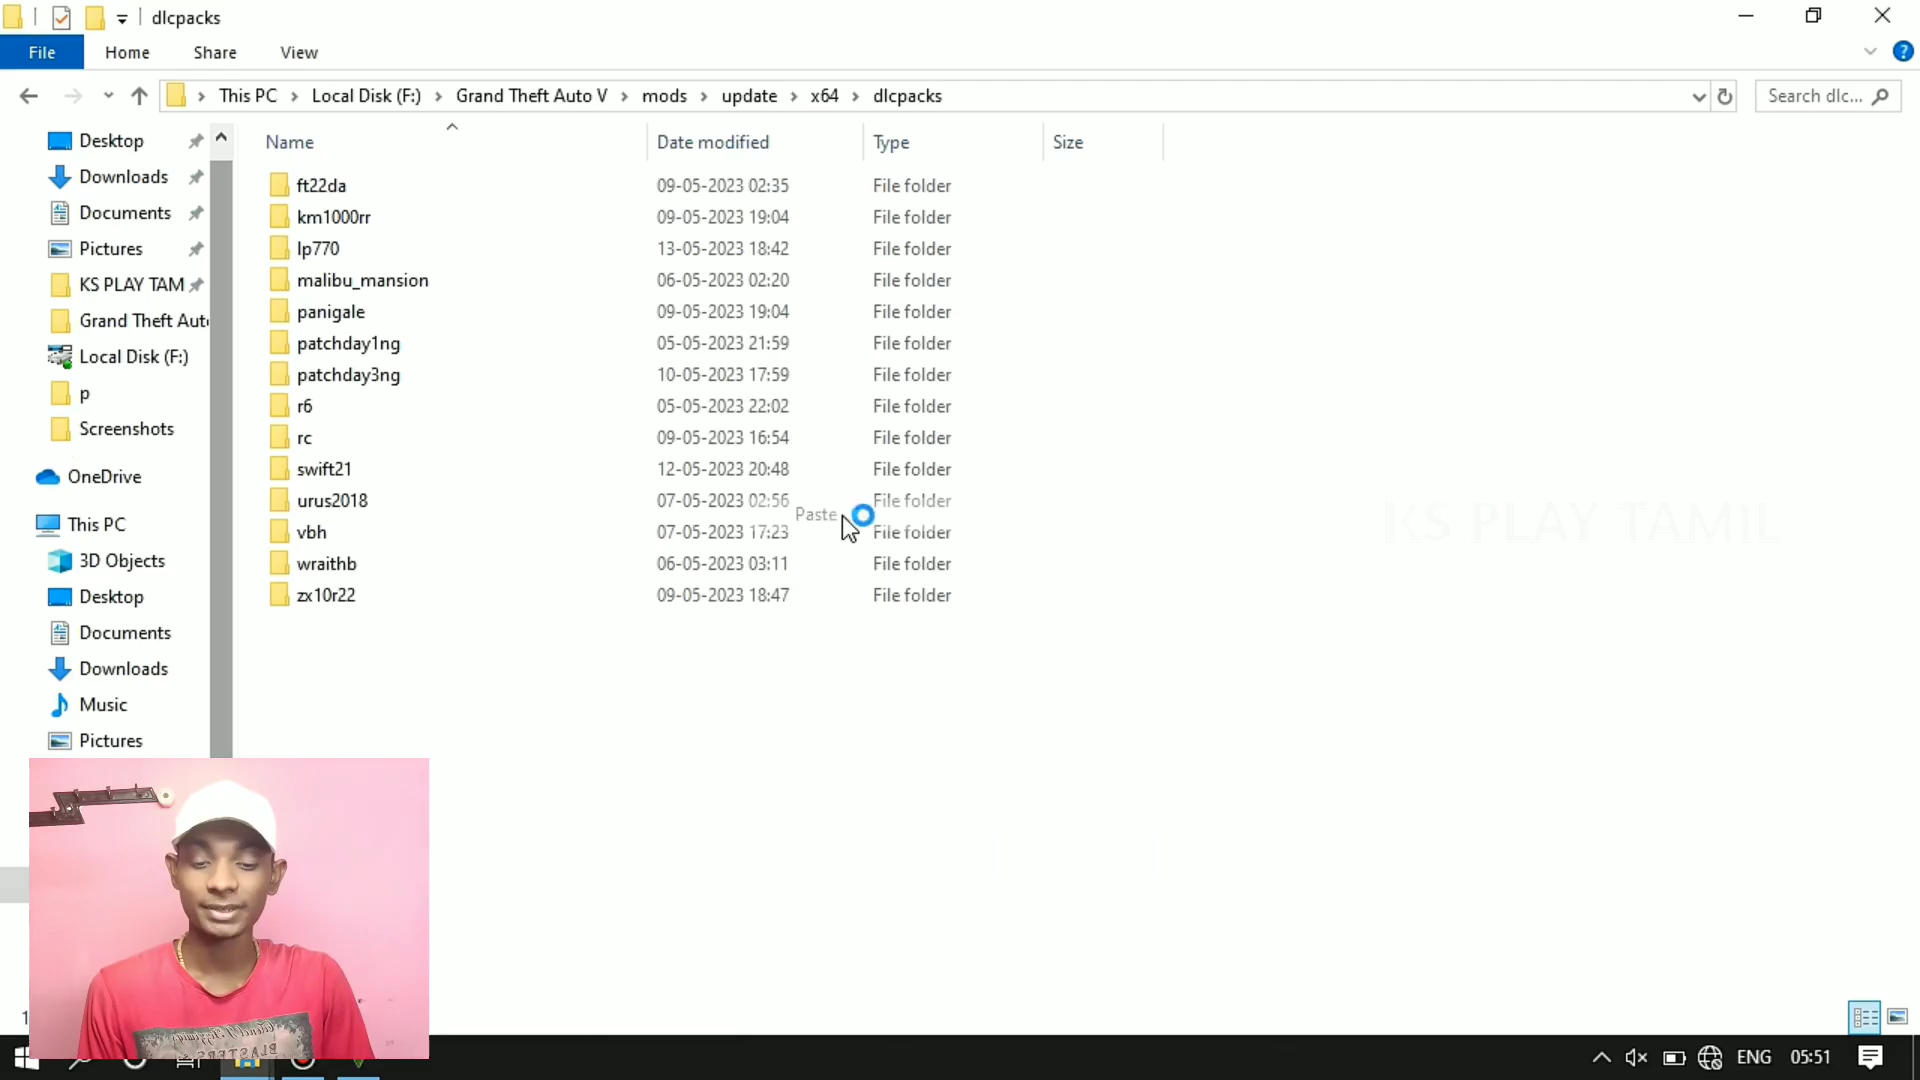 dlcpacks
File Home Share View
This PC Local Disk (F:) Grand Theft Auto V mods update x64 dlcpacks Search dlc...
Name Date modified Type Size
Desktop
Downloads
Documents
Pictures
KS PLAY TAM
Grand Theft Aut
Local Disk (F:)
p
Screenshots
OneDrive
This PC
3D Objects
Desktop
Documents
Downloads
Music
Pictures
ft22da 09-05-2023 02:35 File folder
km1000rr 09-05-2023 19:04 File folder
lp770 13-05-2023 18:42 File folder
malibu_mansion 06-05-2023 02:20 File folder
panigale 09-05-2023 19:04 File folder
patchday1ng 05-05-2023 21:59 File folder
patchday3ng 10-05-2023 17:59 File folder
r6 05-05-2023 22:02 File folder
rc 09-05-2023 16:54 File folder
swift21 12-05-2023 20:48 File folder
urus2018 07-05-2023 02:56 File folder
Paste
vbh 07-05-2023 17:23 File folder
wraithb 06-05-2023 03:11 File folder
zx10r22 09-05-2023 18:47 File folder
KS PLAY TAMIL
BLASTERS
ENG 05:51